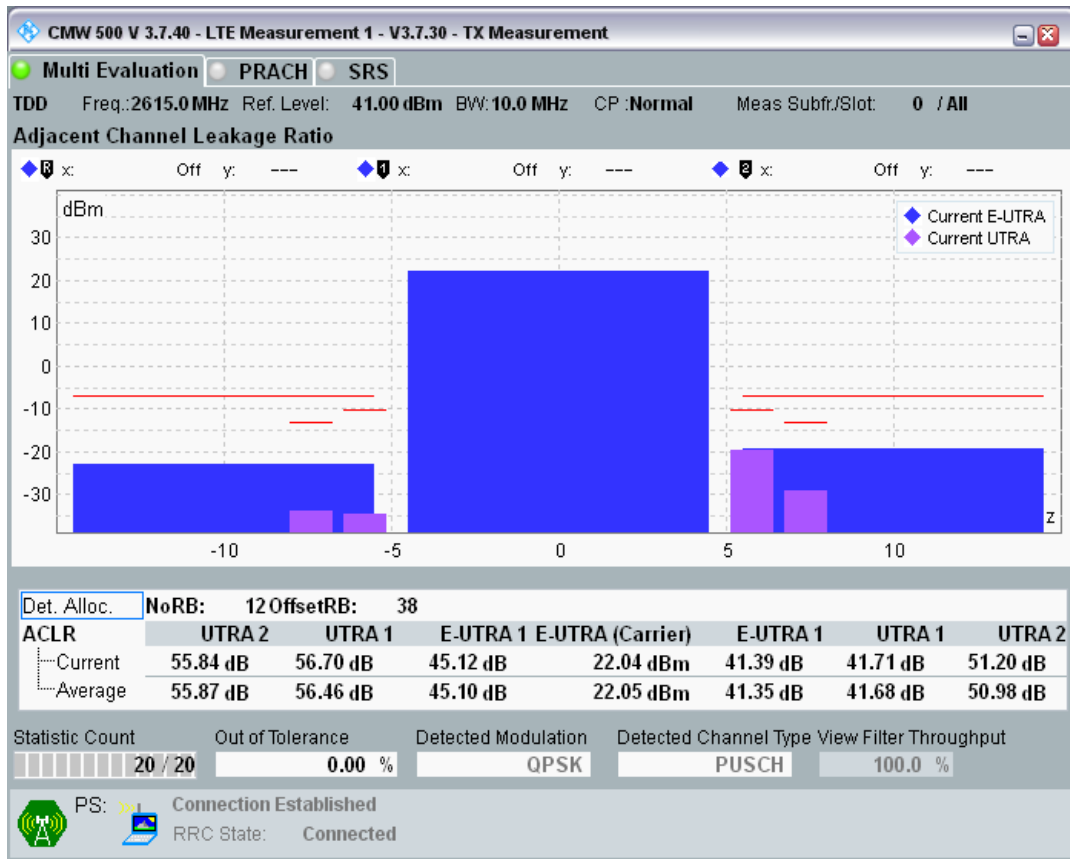 CMW 500 V 3.7.40 - LTE Measurement 1 - V3.7.30 - TX Measurement
Multi Evaluation PRACH SRS
TDD Freq.:2615.0 MHz Ref. Level: 41.00 dBm BW:10.0 MHz CP :Normal Meas Subfr./Slot: 0 / All
Adjacent Channel Leakage Ratio
R x: Off y: --- 1 x: Off y: --- 2 x: Off y: ---
dBm
Current E-UTRA
Current UTRA
30
20
10
0
-10
-20
-30
z
-10 -5 0 5 10
Det. Alloc. NoRB: 12 OffsetRB: 38
ACLR UTRA 2 UTRA 1 E-UTRA 1 E-UTRA (Carrier) E-UTRA 1 UTRA 1 UTRA 2
Current 55.84 dB 56.70 dB 45.12 dB 22.04 dBm 41.39 dB 41.71 dB 51.20 dB
Average 55.87 dB 56.46 dB 45.10 dB 22.05 dBm 41.35 dB 41.68 dB 50.98 dB
Statistic Count Out of Tolerance Detected Modulation Detected Channel Type View Filter Throughput
20 / 20 0.00 % QPSK PUSCH 100.0 %
PS: Connection Established
RRC State: Connected